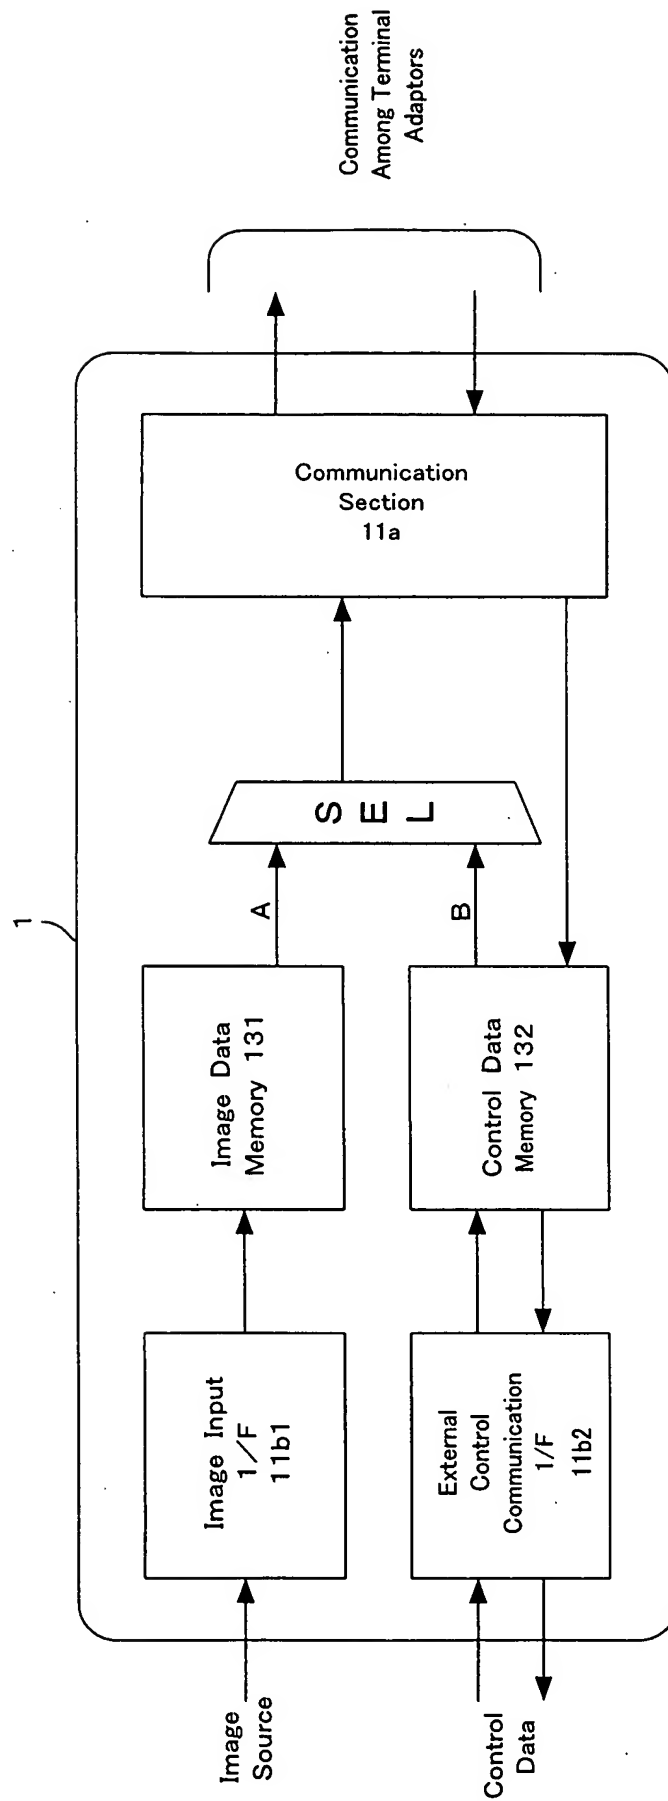 1
Image
Source
Image Input
1/F
11b1
Image Data
Memory 131
A
SEL
Communication
Section
11a
Communication
Among Terminal
Adaptors
Control
Data
External
Control
Communication
1/F
11b2
Control Data
Memory 132
B